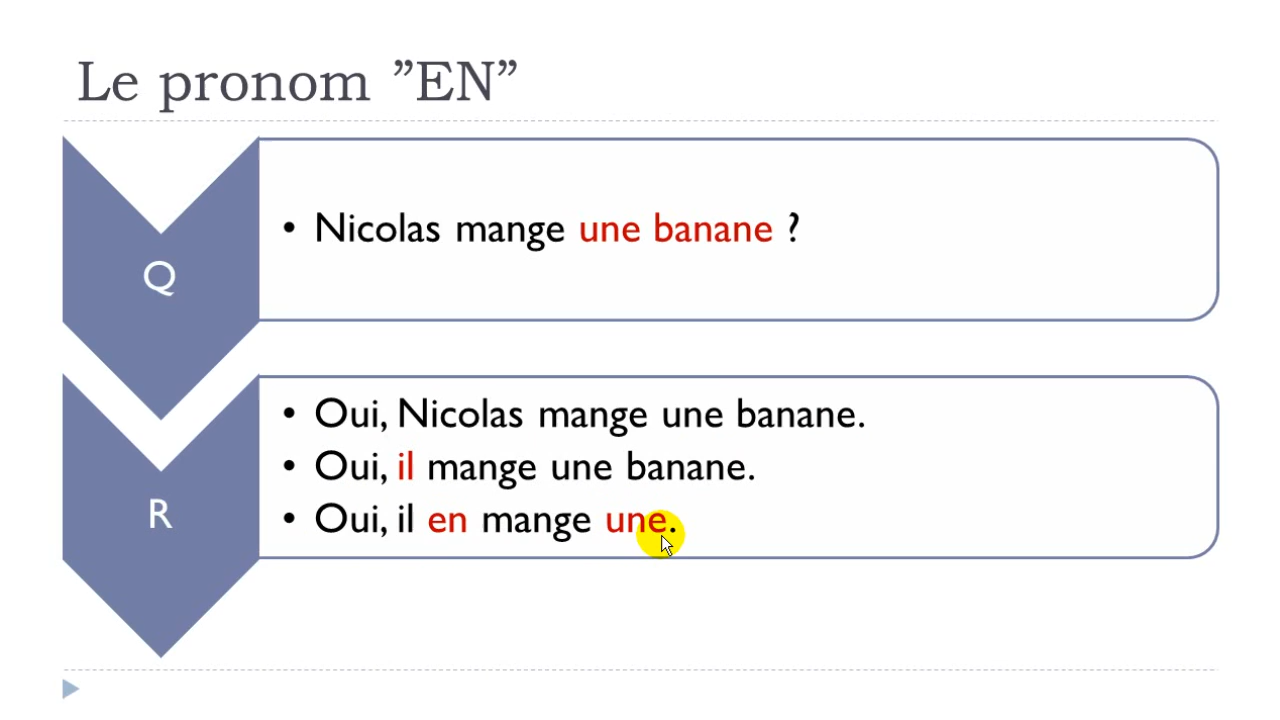 Le pronom ”EN”
Q
• Nicolas mange une banane ?
R
• Oui, Nicolas mange une banane.
• Oui, il mange une banane.
• Oui, il en mange une.